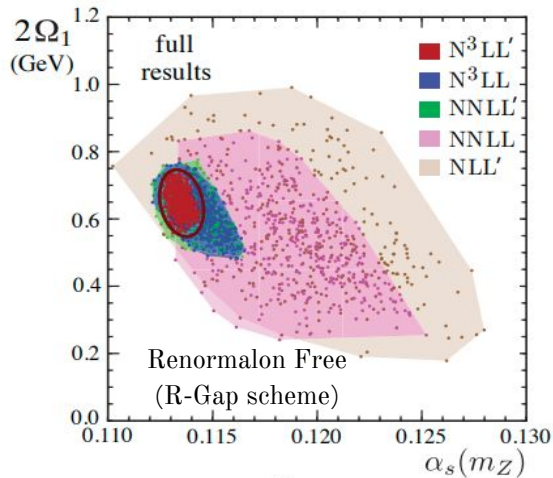 2Ω₁
(GeV)
full
results
N³LL′
N³LL
NNLL′
NNLL
NLL′
1.2
1.0
0.8
0.6
0.4
0.2
0.0
Renormalon Free
(R-Gap scheme)
0.110
0.115
0.120
0.125
0.130
αₛ(m_Z)